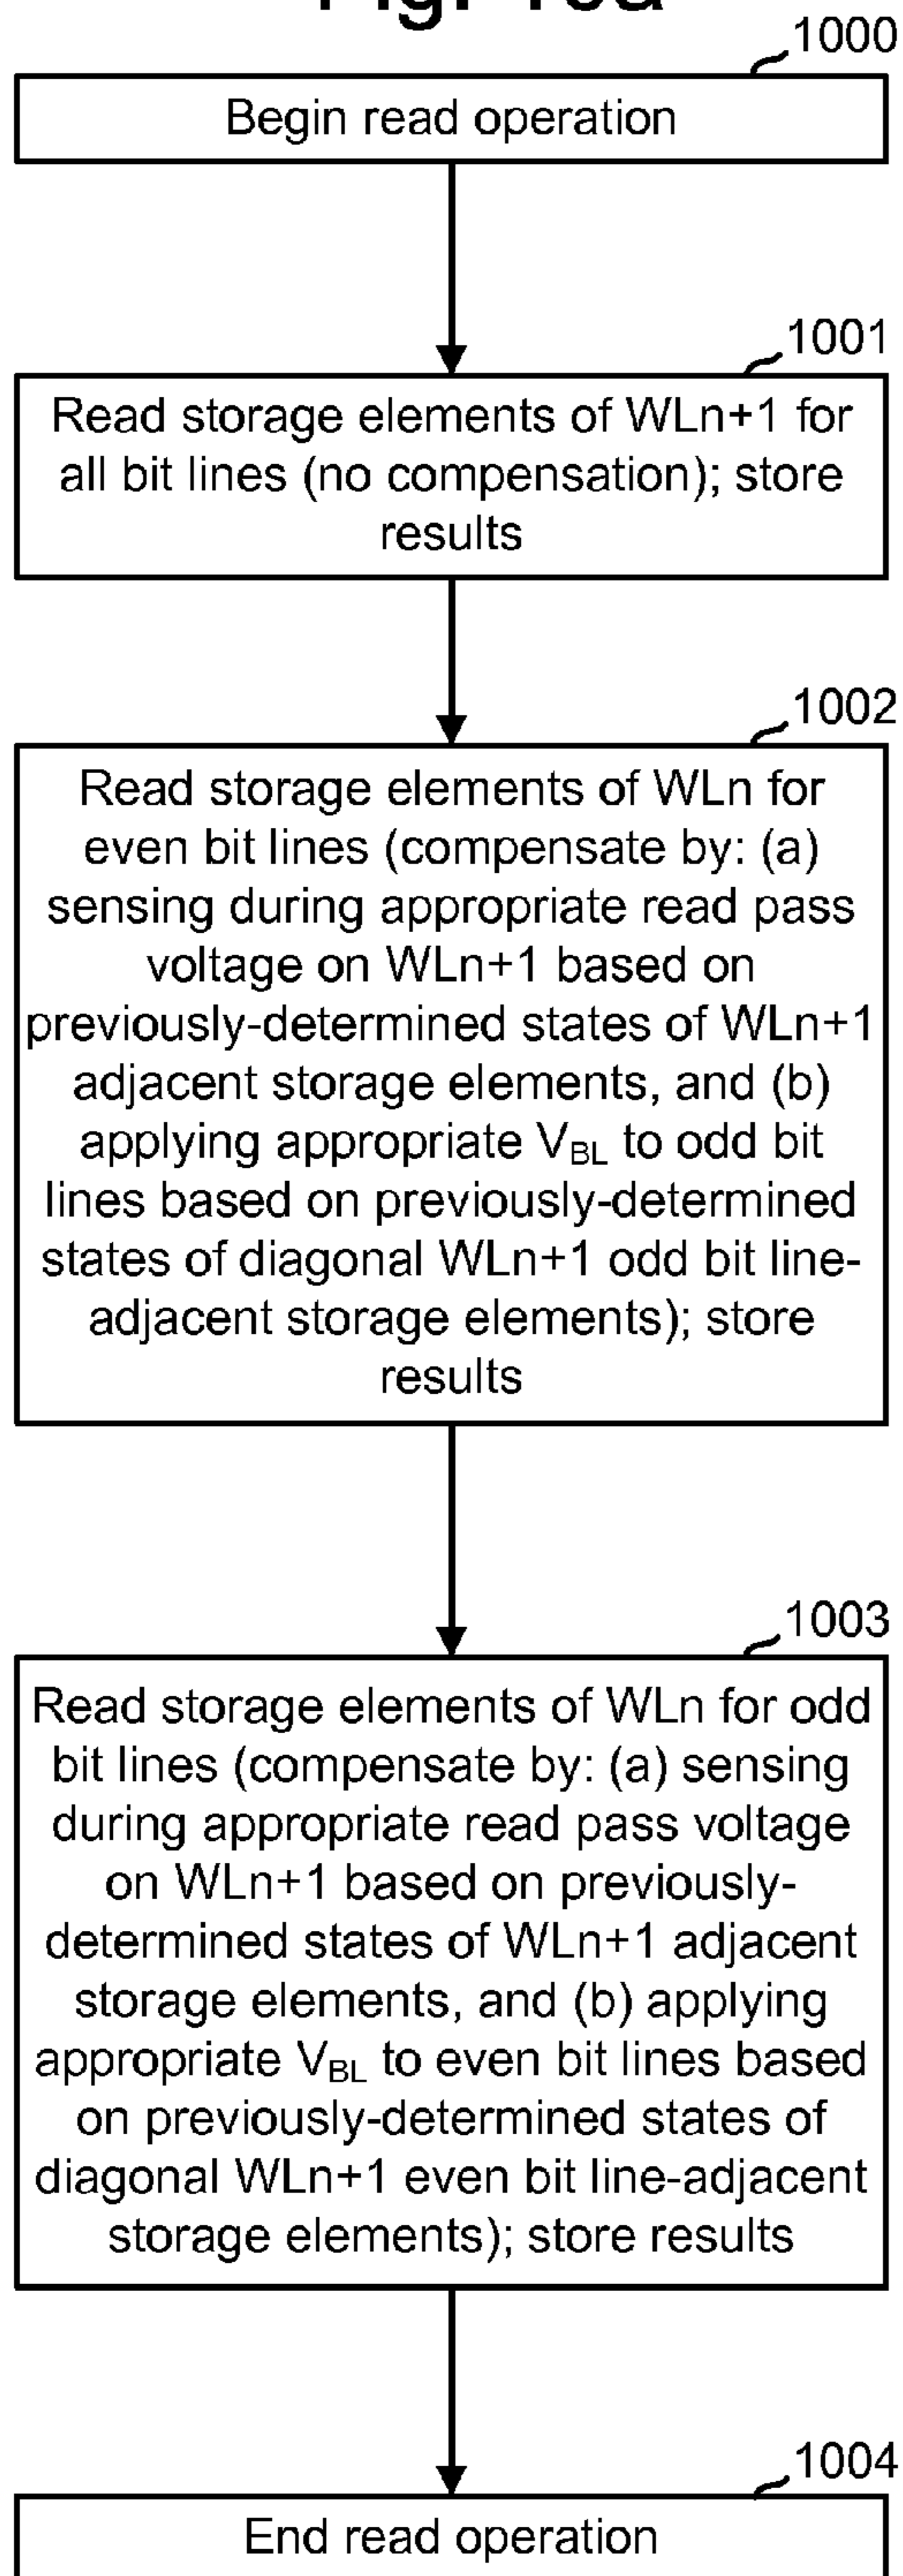 1000
Begin read operation
1001
Read storage elements of WLn+1 for
all bit lines (no compensation); store
results
1002
Read storage elements of WLn for
even bit lines (compensate by: (a)
sensing during appropriate read pass
voltage on WLn+1 based on
previously-determined states of WLn+1
adjacent storage elements, and (b)
applying appropriate VBL to odd bit
lines based on previously-determined
states of diagonal WLn+1 odd bit line-
adjacent storage elements); store
results
1003
Read storage elements of WLn for odd
bit lines (compensate by: (a) sensing
during appropriate read pass voltage
on WLn+1 based on previously-
determined states of WLn+1 adjacent
storage elements, and (b) applying
appropriate VBL to even bit lines based
on previously-determined states of
diagonal WLn+1 even bit line-adjacent
storage elements); store results
1004
End read operation